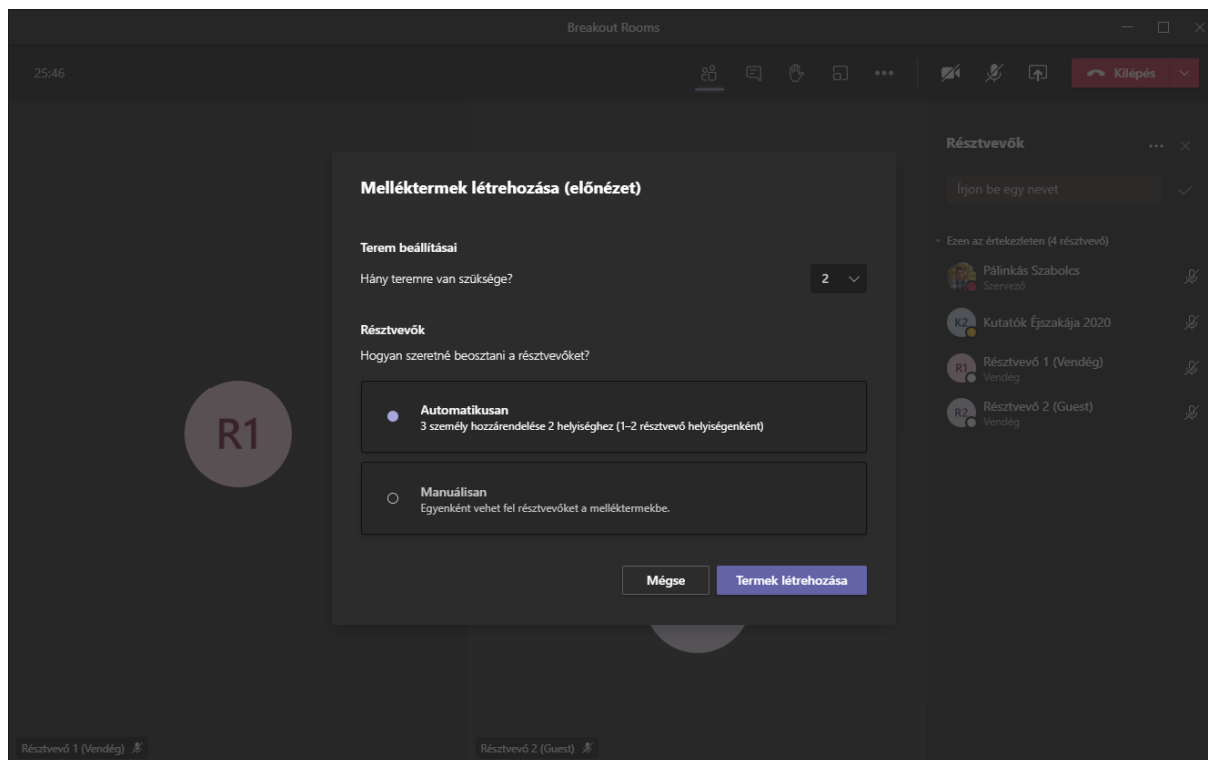 Breakout Rooms
25:46
Kilépés
Melléktermek létrehozása (előnézet)
Terem beállításai
Hány teremre van szüksége?
2
Résztvevők
Hogyan szeretné beosztani a résztvevőket?
Automatikusan
3 személy hozzárendelése 2 helyiséghez (1–2 résztvevő helyiségenként)
Manuálisan
Egyenként vehet fel résztvevőket a melléktermekbe.
Mégse
Termek létrehozása
R1
Résztvevő 1 (Vendég)
Résztvevő 2 (Guest)
Résztvevők
Írjon be egy nevet
Ezen az értekezleten (4 résztvevő)
Pálinkás Szabolcs
Szervező
K2
Kutatók Éjszakája 2020
R1
Résztvevő 1 (Vendég)
Vendég
R2
Résztvevő 2 (Guest)
Vendég